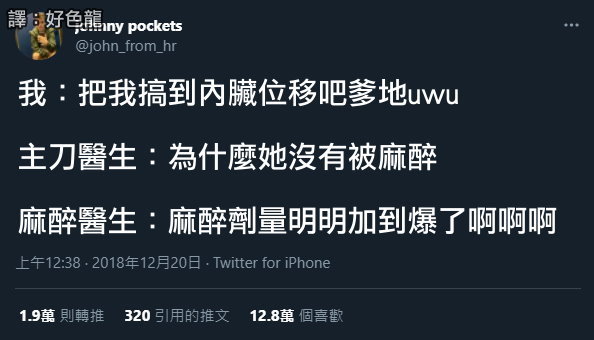 譯：好色龍
johnny pockets
@john_from_hr
我：把我搞到內臟位移吧爹地uwu
主刀醫生：為什麼她沒有被麻醉
麻醉醫生：麻醉劑量明明加到爆了啊啊啊
上午12:38 · 2018年12月20日 · Twitter for iPhone
1.9萬 則轉推 320 引用的推文 12.8萬 個喜歡